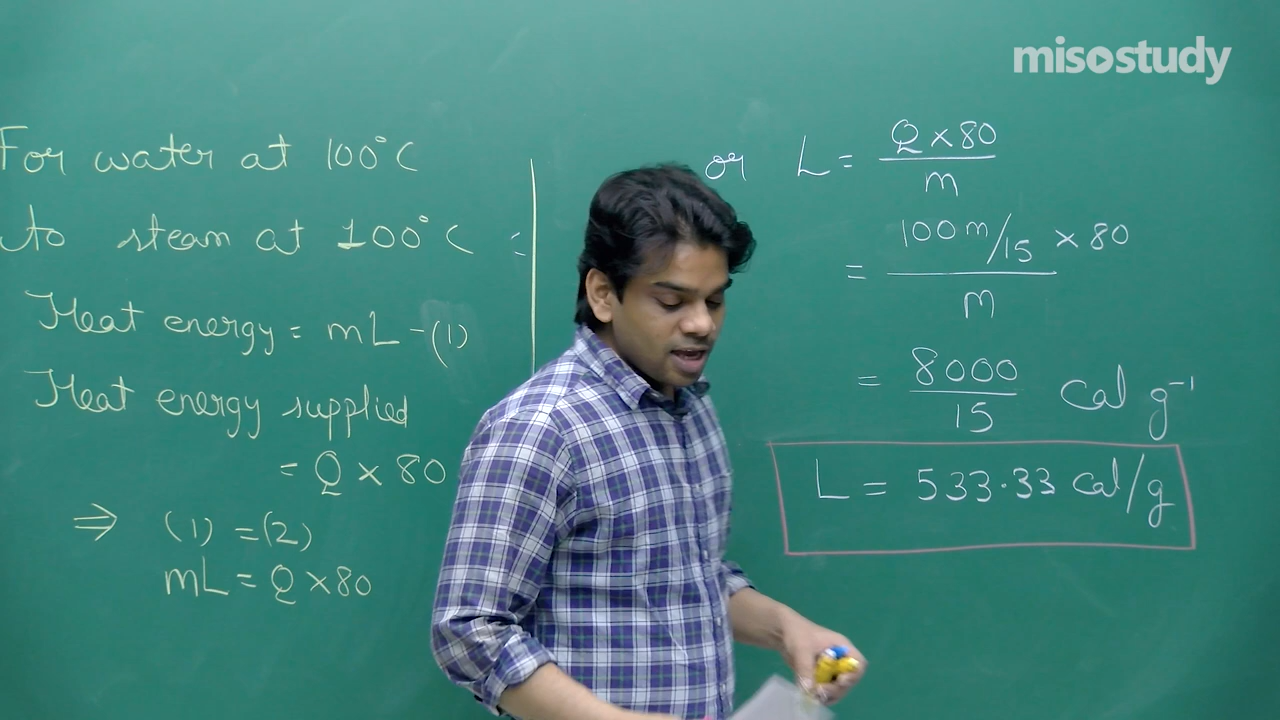 misostudy
For water at 100°C
to steam at 100°C
Heat energy = mL -(1)
Heat energy supplied
= Q × 80
⇒ (1) = (2)
mL = Q × 80
or L = Q × 80
m
= 100 m/15 × 80
m
= 8000
15 Cal g⁻¹
L = 533.33 Cal/g